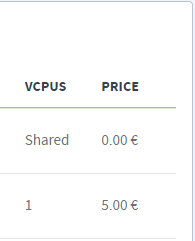 VCPUS PRICE
Shared 0.00 €
1 5.00 €